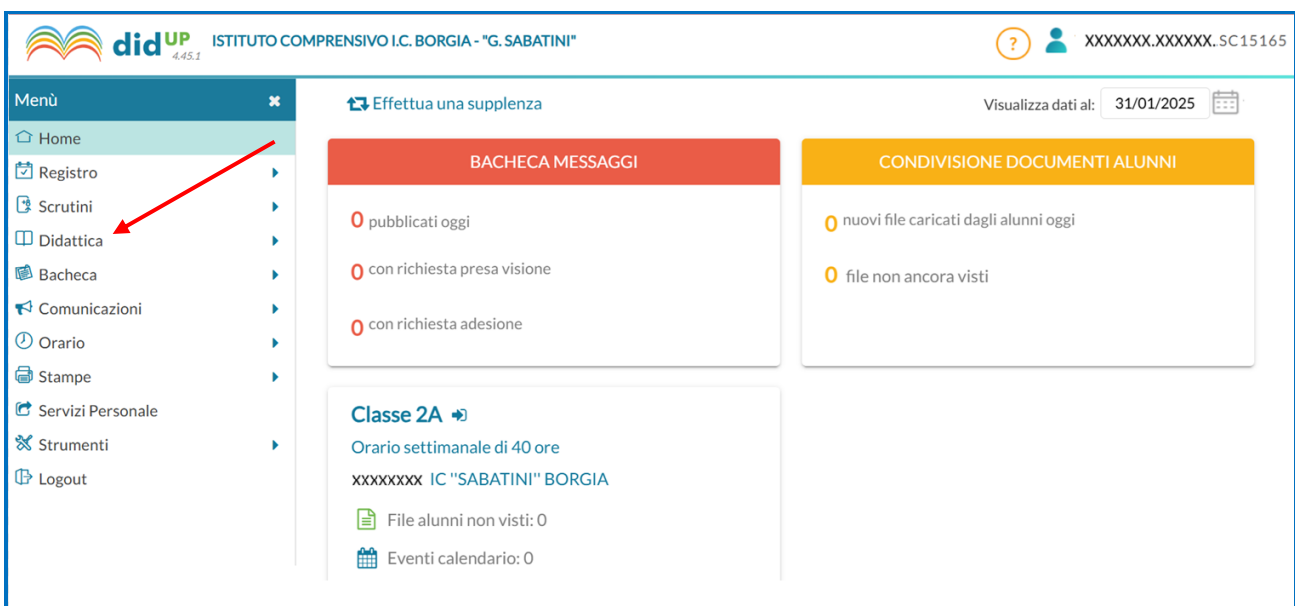 didUP 4.45.1 ISTITUTO COMPRENSIVO I.C. BORGIA - "G. SABATINI" ? XXXXXXX.XXXXXX..SC15165
Menù
Home
Registro
Scrutini
Didattica
Bacheca
Comunicazioni
Orario
Stampe
Servizi Personale
Strumenti
Logout
Effettua una supplenza
Visualizza dati al: 31/01/2025
BACHECA MESSAGGI
0 pubblicati oggi
0 con richiesta presa visione
0 con richiesta adesione
CONDIVISIONE DOCUMENTI ALUNNI
0 nuovi file caricati dagli alunni oggi
0 file non ancora visti
Classe 2A
Orario settimanale di 40 ore
XXXXXXXX IC "SABATINI" BORGIA
File alunni non visti: 0
Eventi calendario: 0